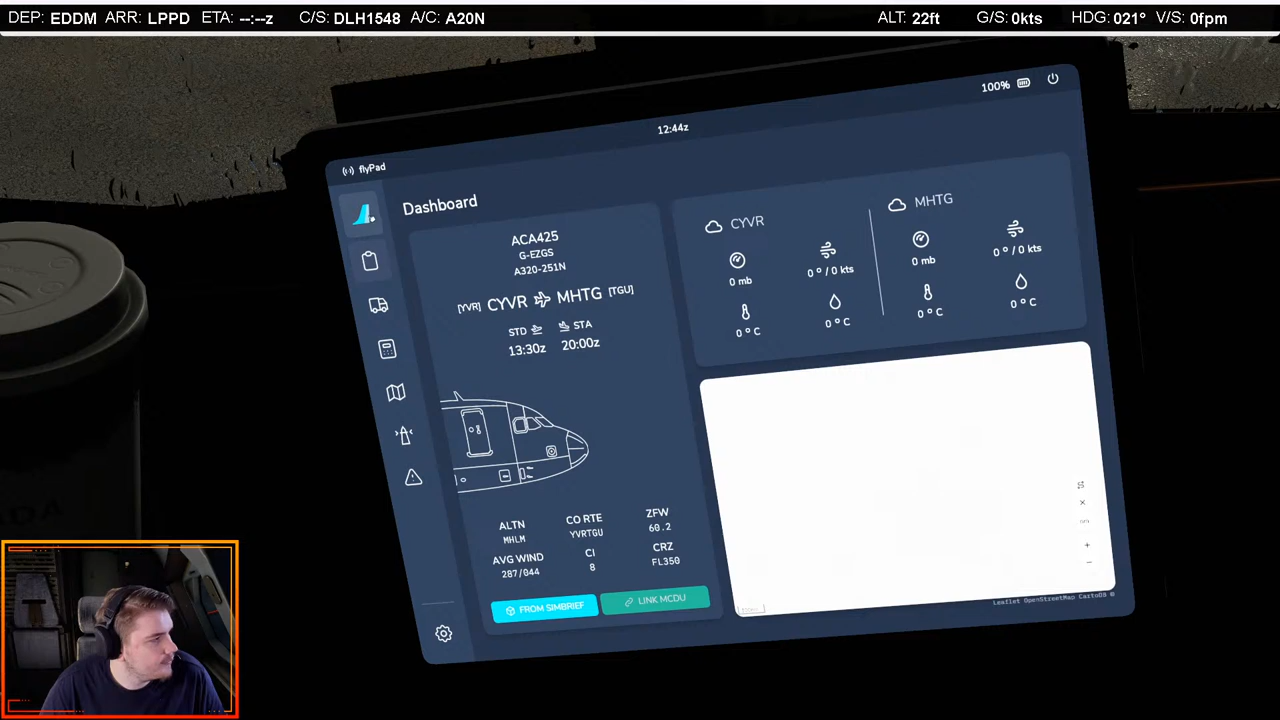 DEP: EDDM ARR: LPPD ETA: --:--z C/S: DLH1548 A/C: A20N ALT: 22ft G/S: 0kts HDG: 021° V/S: 0fpm
100%
12:44z
flyPad
Dashboard
ACA425
G-EZGS
A320-251N
[YVR] CYVR MHTG [TGU]
STD STA
13:30z 20:00z
ALTN CO RTE ZFW
MHLM YVRTGU 60.2
AVG WIND CI CRZ
287/044 8 FL350
FROM SIMBRIEF LINK MCDU
CYVR
0 mb 0 ° / 0 kts
0 ° C 0 ° C
MHTG
0 mb 0 ° / 0 kts
0 ° C 0 ° C
+
−
Leaflet OpenStreetMap CartoDB ©